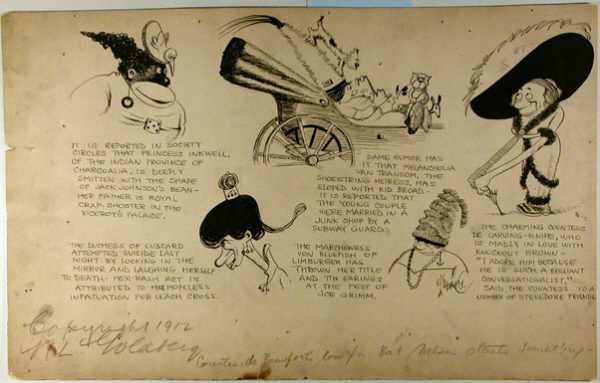 IT IS REPORTED IN SOCIETY
CIRCLES THAT PRINCESS INKWELL,
OF THE INDIAN PROVINCE OF
CHARCOALIA, IS DEEPLY
SMITTEN WITH THE SHAPE
OF JACK JOHNSON'S BEAN-
HER FATHER IS ROYAL
CRAP-SHOOTER IN THE
VICEROY'S PALACE.
DAME RUMOR HAS
IT THAT MELANCHOLIA
VAN TRANSOM, THE
SHOESTRING HEIRESS, HAS
ELOPED WITH KID BROAD-
IT IS REPORTED THAT
THE YOUNG COUPLE
WERE MARRIED IN A
JUNK SHOP BY A
SUBWAY GUARD.
THE CHARMING COUNTESS
DE CARVING-KNIFE, WHO
IS MADLY IN LOVE WITH
KNOCKOUT BROWN-
"I ADORE HIM BECAUSE
HE IS SUCH A BRILLIANT
CONVERSATIONALIST,"
SAID THE COUNTESS TO A
NUMBER OF STEVEDORE FRIENDS
THE DUCHESS OF CUSTARD
ATTEMPTED SUICIDE LAST
NIGHT BY LOOKING IN THE
MIRROR AND LAUGHING HERSELF
TO DEATH. HER RASH ACT IS
ATTRIBUTED TO HER HOPELESS
INFATUATION FOR LEACH CROSS.
THE MARCHIONESS
VON BLUEFISH OF
LIMBURGER HAS
THROWN HER TITLE
AND TIN EARINGS
AT THE FEET OF
JOE GRIMM.
Copyright 1912
R L Goldberg
love for Bat Nelson starts something-